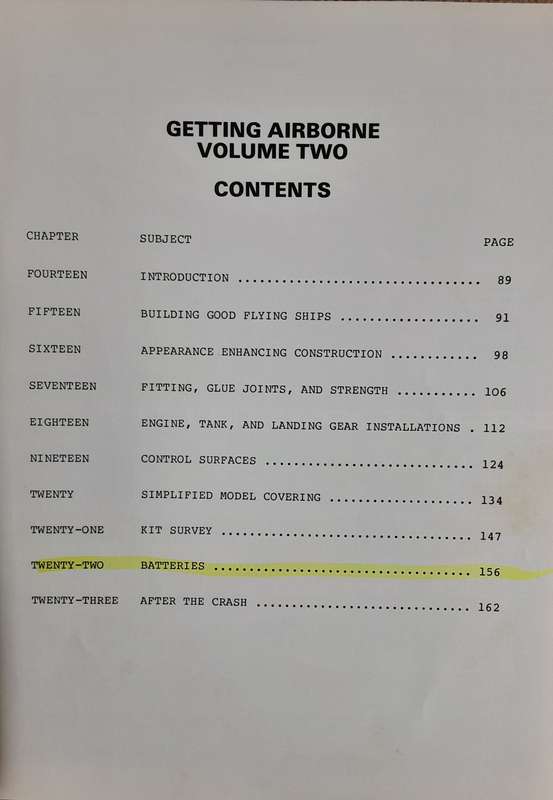 GETTING AIRBORNE
VOLUME TWO
CONTENTS
CHAPTER SUBJECT PAGE
FOURTEEN INTRODUCTION ................................. 89
FIFTEEN BUILDING GOOD FLYING SHIPS ................... 91
SIXTEEN APPEARANCE ENHANCING CONSTRUCTION ............ 98
SEVENTEEN FITTING, GLUE JOINTS, AND STRENGTH ........... 106
EIGHTEEN ENGINE, TANK, AND LANDING GEAR INSTALLATIONS . 112
NINETEEN CONTROL SURFACES ............................ 124
TWENTY SIMPLIFIED MODEL COVERING ................... 134
TWENTY-ONE KIT SURVEY .................................. 147
TWENTY-TWO BATTERIES ................................... 156
TWENTY-THREE AFTER THE CRASH ............................. 162